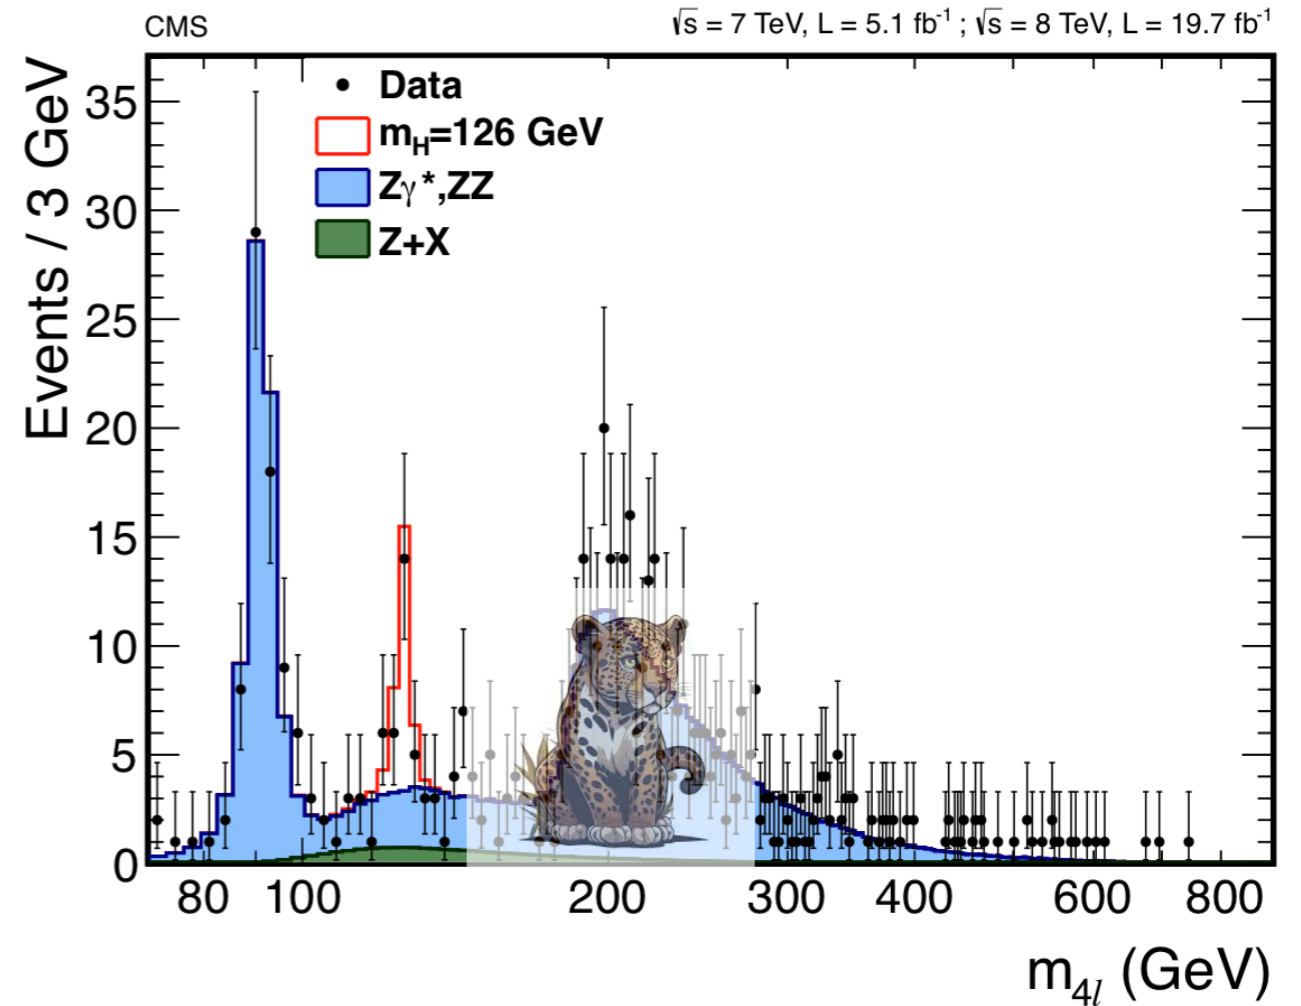 CMS
√s = 7 TeV, L = 5.1 fb⁻¹ ; √s = 8 TeV, L = 19.7 fb⁻¹
Data
m_H=126 GeV
Zγ*,ZZ
Z+X
Events / 3 GeV
35
30
25
20
15
10
5
0
80 100 200 300 400 600 800
m_4l (GeV)